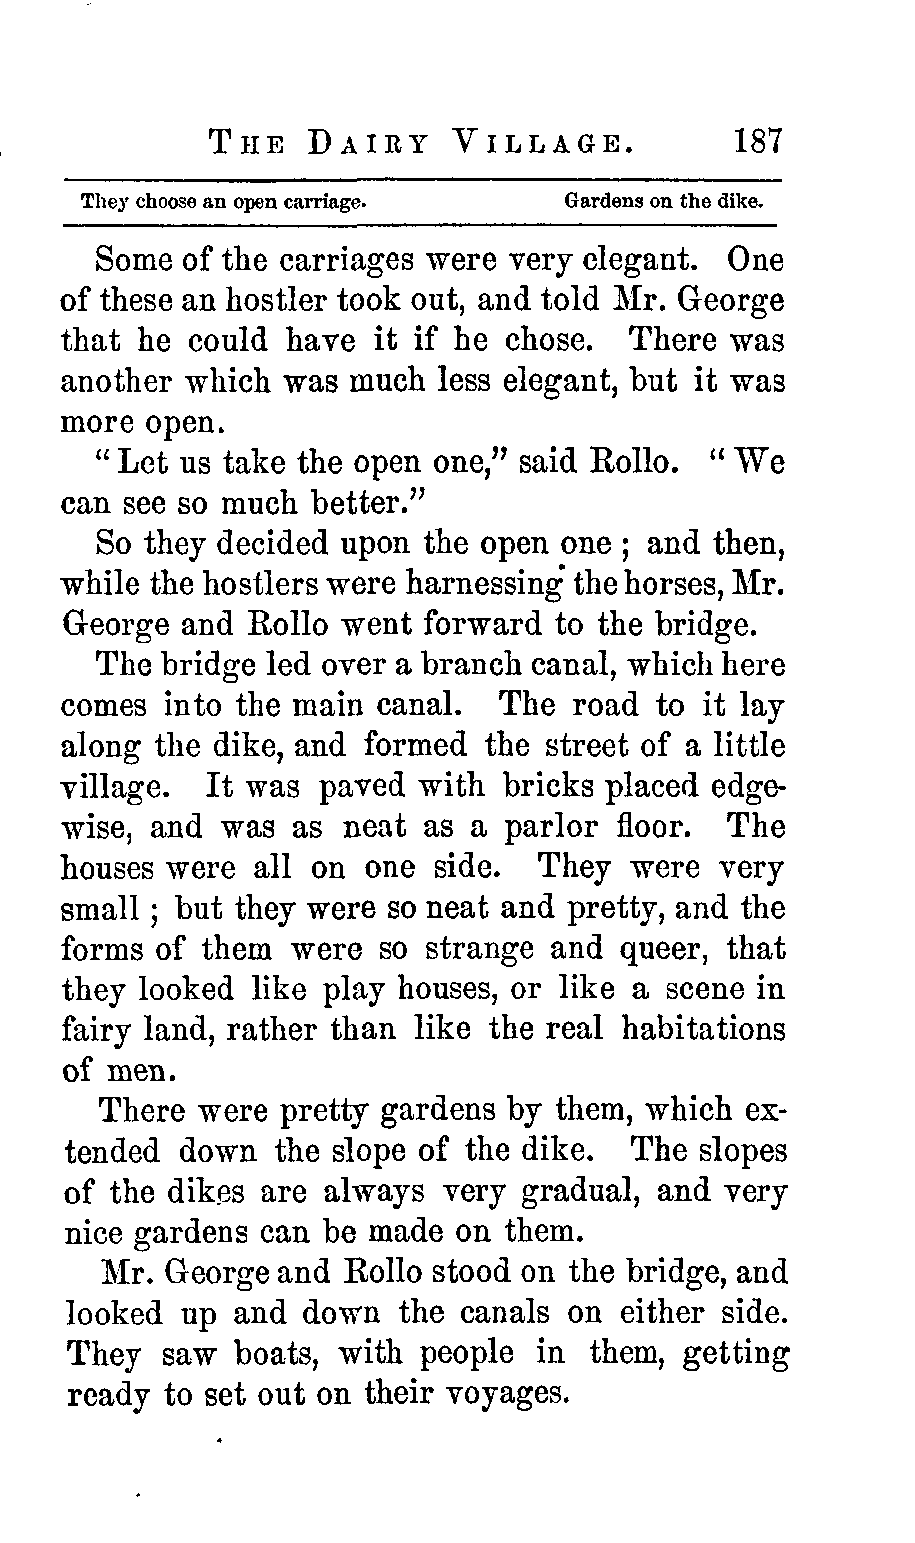 THE DAIRY VILLAGE. 187
They choose an open carriage. Gardens on the dike.
Some of the carriages were very elegant. One
of these an hostler took out, and told Mr. George
that he could have it if he chose. There was
another which was much less elegant, but it was
more open.
“Let us take the open one,” said Rollo. “We
can see so much better.”
So they decided upon the open one; and then,
while the hostlers were harnessing the horses, Mr.
George and Rollo went forward to the bridge.
The bridge led over a branch canal, which here
comes into the main canal. The road to it lay
along the dike, and formed the street of a little
village. It was paved with bricks placed edge-
wise, and was as neat as a parlor floor. The
houses were all on one side. They were very
small; but they were so neat and pretty, and the
forms of them were so strange and queer, that
they looked like play houses, or like a scene in
fairy land, rather than like the real habitations
of men.
There were pretty gardens by them, which ex-
tended down the slope of the dike. The slopes
of the dikes are always very gradual, and very
nice gardens can be made on them.
Mr. George and Rollo stood on the bridge, and
looked up and down the canals on either side.
They saw boats, with people in them, getting
ready to set out on their voyages.